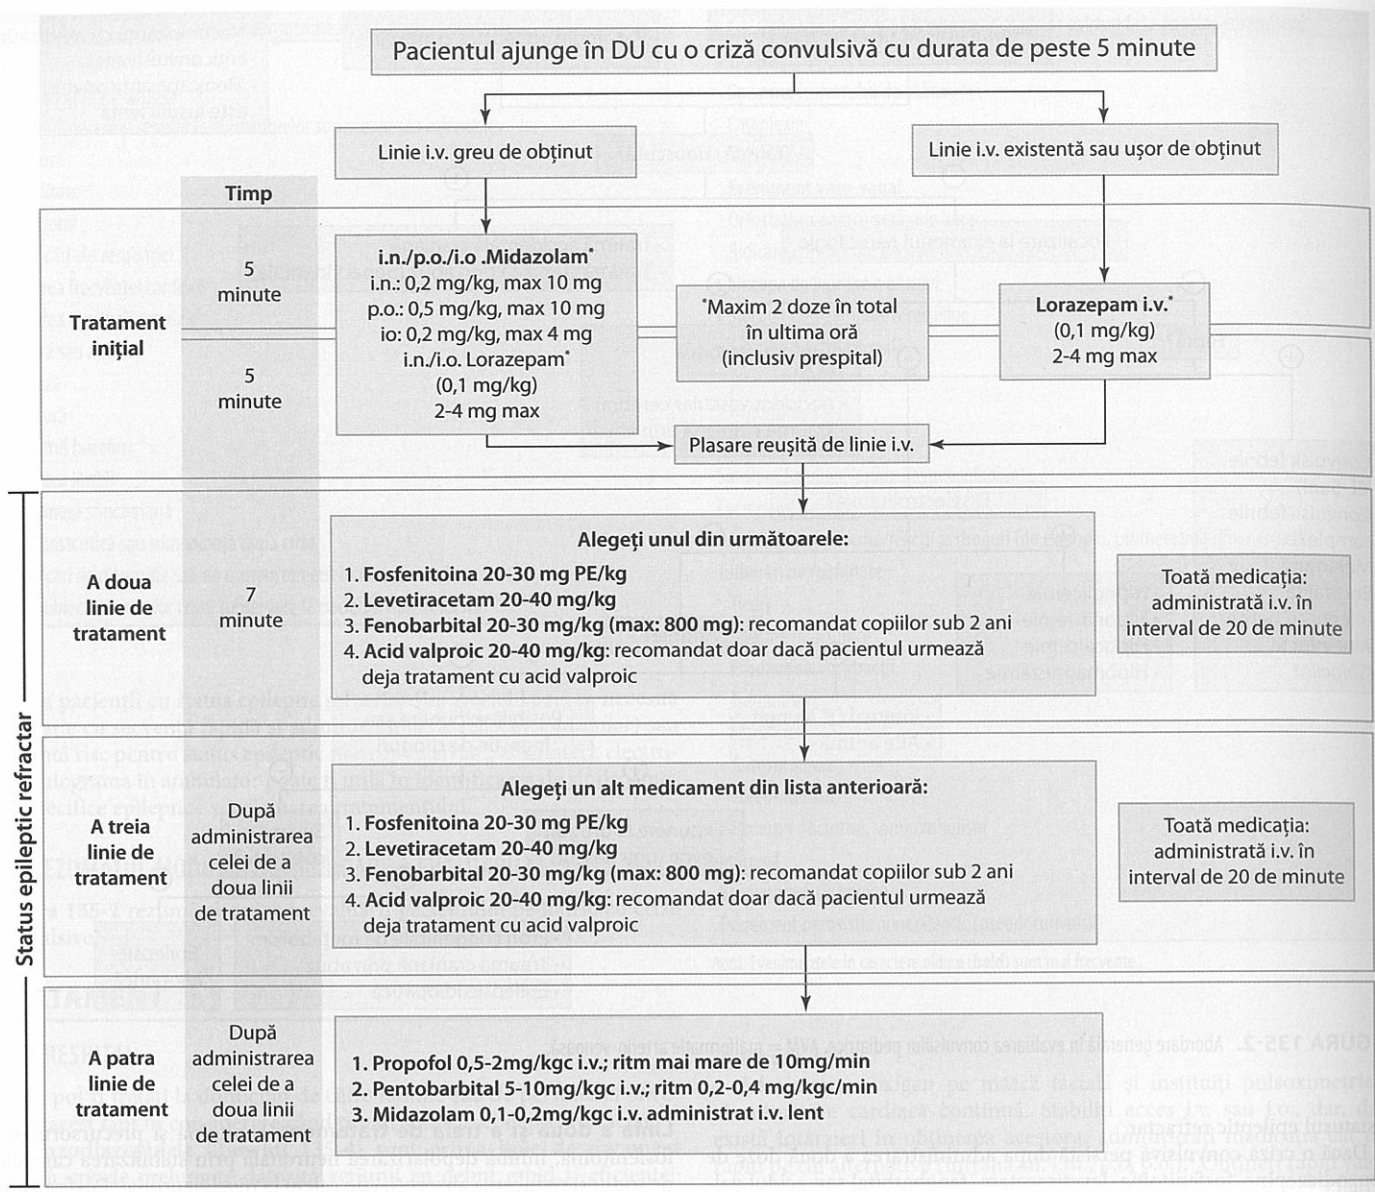 Pacientul ajunge în DU cu o criză convulsivă cu durata de peste 5 minute
Linie i.v. greu de obținut
Linie i.v. existentă sau ușor de obținut
Timp
Tratament
inițial
5
minute
5
minute
i.n./p.o./i.o .Midazolam*
i.n.: 0,2 mg/kg, max 10 mg
p.o.: 0,5 mg/kg, max 10 mg
io: 0,2 mg/kg, max 4 mg
i.n./i.o. Lorazepam*
(0,1 mg/kg)
2-4 mg max
*Maxim 2 doze în total
în ultima oră
(inclusiv prespital)
Lorazepam i.v.*
(0,1 mg/kg)
2-4 mg max
Plasare reușită de linie i.v.
Status epileptic refractar
A doua
linie de
tratament
7
minute
Alegeți unul din următoarele:
1. Fosfenitoina 20-30 mg PE/kg
2. Levetiracetam 20-40 mg/kg
3. Fenobarbital 20-30 mg/kg (max: 800 mg): recomandat copiilor sub 2 ani
4. Acid valproic 20-40 mg/kg: recomandat doar dacă pacientul urmează
deja tratament cu acid valproic
Toată medicația:
administrată i.v. în
interval de 20 de minute
A treia
linie de
tratament
După
administrarea
celei de a
doua linii
de tratament
Alegeți un alt medicament din lista anterioară:
1. Fosfenitoina 20-30 mg PE/kg
2. Levetiracetam 20-40 mg/kg
3. Fenobarbital 20-30 mg/kg (max: 800 mg): recomandat copiilor sub 2 ani
4. Acid valproic 20-40 mg/kg: recomandat doar dacă pacientul urmează
deja tratament cu acid valproic
Toată medicația:
administrată i.v. în
interval de 20 de minute
A patra
linie de
tratament
După
administrarea
celei de a
doua linii
de tratament
1. Propofol 0,5-2mg/kgc i.v.; ritm mai mare de 10mg/min
2. Pentobarbital 5-10mg/kgc i.v.; ritm 0,2-0,4 mg/kgc/min
3. Midazolam 0,1-0,2mg/kgc i.v. administrat i.v. lent